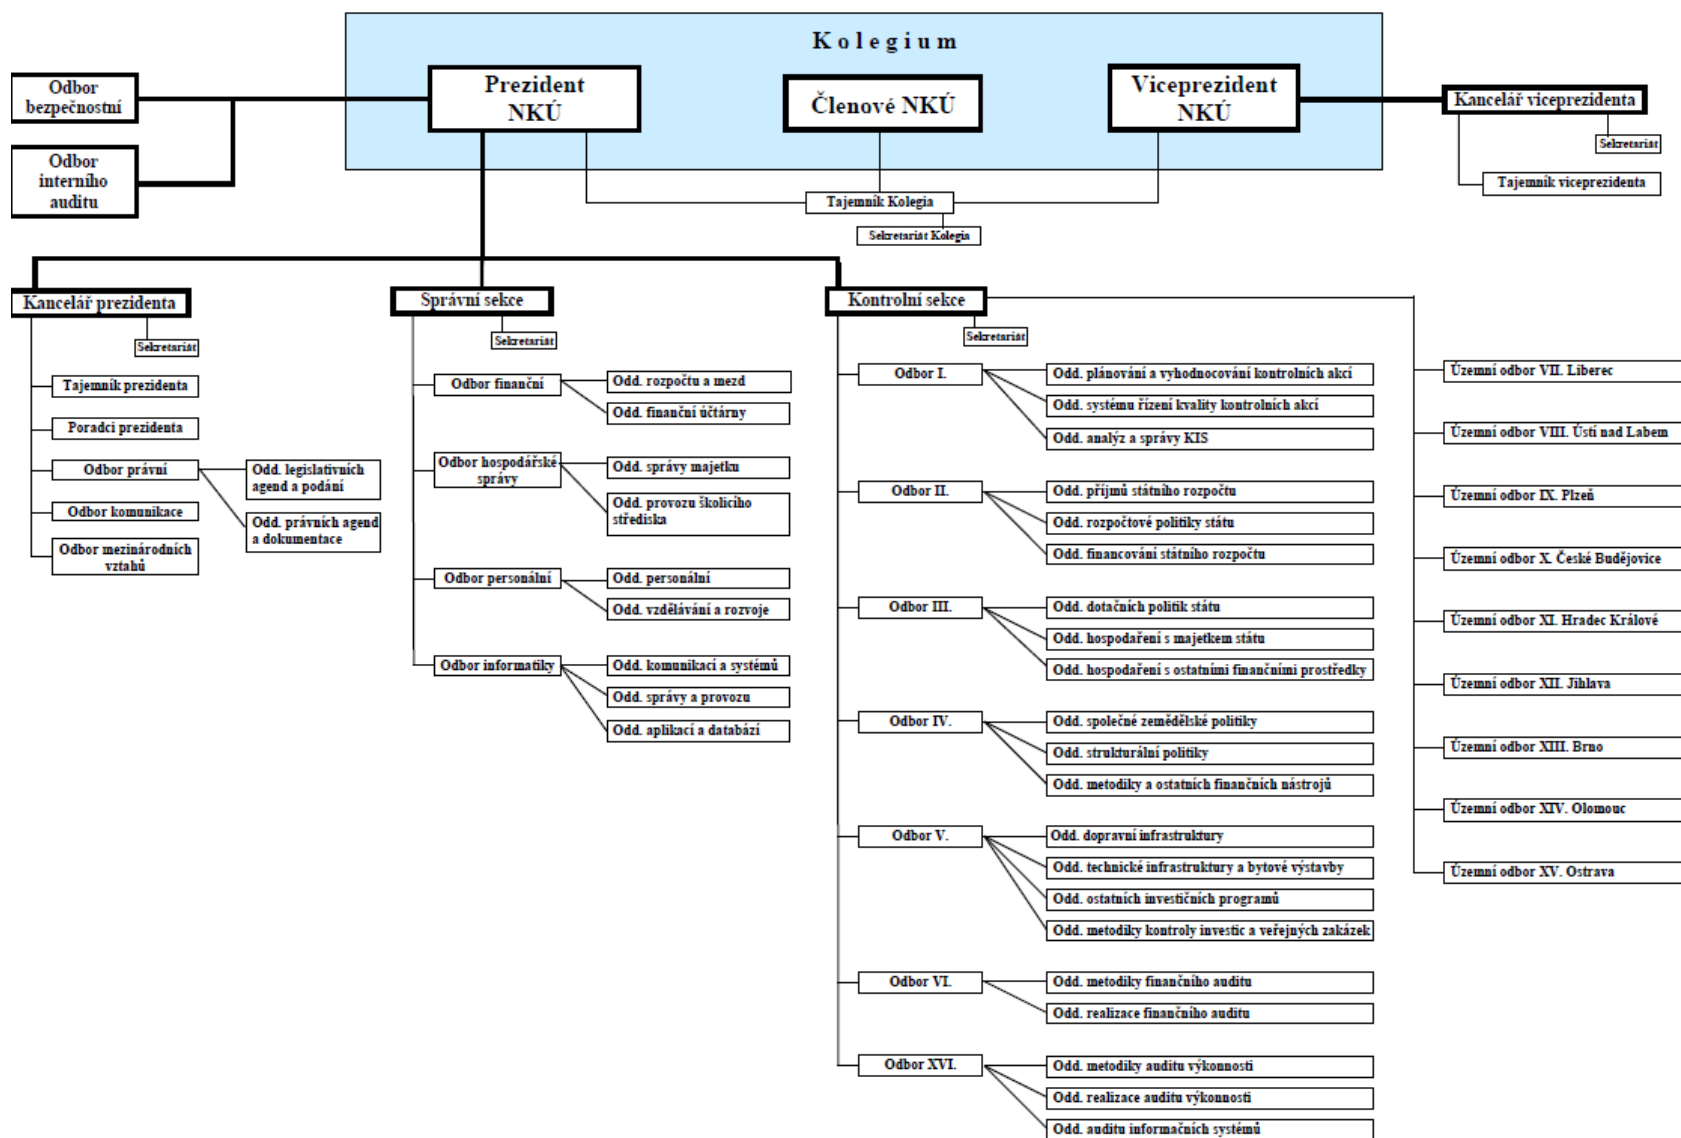 Kolegium
Odbor
bezpečnostní
Prezident
NKÚ
Členové NKÚ
Viceprezident
NKÚ
Kancelář viceprezidenta
Sekretariát
Tajemník viceprezidenta
Odbor
interního
auditu
Tajemník Kolegia
Sekretariát Kolegia
Kancelář prezidenta
Sekretariát
Tajemník prezidenta
Poradci prezidenta
Odbor právní
Odd. legislativních
agend a podání
Odd. právních agend
a dokumentace
Odbor komunikace
Odbor mezinárodních
vztahů
Správní sekce
Sekretariát
Odbor finanční
Odd. rozpočtu a mezd
Odd. finanční účtárny
Odbor hospodářské
správy
Odd. správy majetku
Odd. provozu školicího
střediska
Odbor personální
Odd. personální
Odd. vzdělávání a rozvoje
Odbor informatiky
Odd. komunikací a systémů
Odd. správy a provozu
Odd. aplikací a databází
Kontrolní sekce
Sekretariát
Odbor I.
Odd. plánování a vyhodnocování kontrolních akcí
Odd. systému řízení kvality kontrolních akcí
Odd. analýz a správy KIS
Odbor II.
Odd. příjmů státního rozpočtu
Odd. rozpočtové politiky státu
Odd. financování státního rozpočtu
Odbor III.
Odd. dotačních politik státu
Odd. hospodaření s majetkem státu
Odd. hospodaření s ostatními finančními prostředky
Odbor IV.
Odd. společné zemědělské politiky
Odd. strukturální politiky
Odd. metodiky a ostatních finančních nástrojů
Odbor V.
Odd. dopravní infrastruktury
Odd. technické infrastruktury a bytové výstavby
Odd. ostatních investičních programů
Odd. metodiky kontroly investic a veřejných zakázek
Odbor VI.
Odd. metodiky finančního auditu
Odd. realizace finančního auditu
Odbor XVI.
Odd. metodiky auditu výkonnosti
Odd. realizace auditu výkonnosti
Odd. auditu informačních systémů
Územní odbor VII. Liberec
Územní odbor VIII. Ústí nad Labem
Územní odbor IX. Plzeň
Územní odbor X. České Budějovice
Územní odbor XI. Hradec Králové
Územní odbor XII. Jihlava
Územní odbor XIII. Brno
Územní odbor XIV. Olomouc
Územní odbor XV. Ostrava